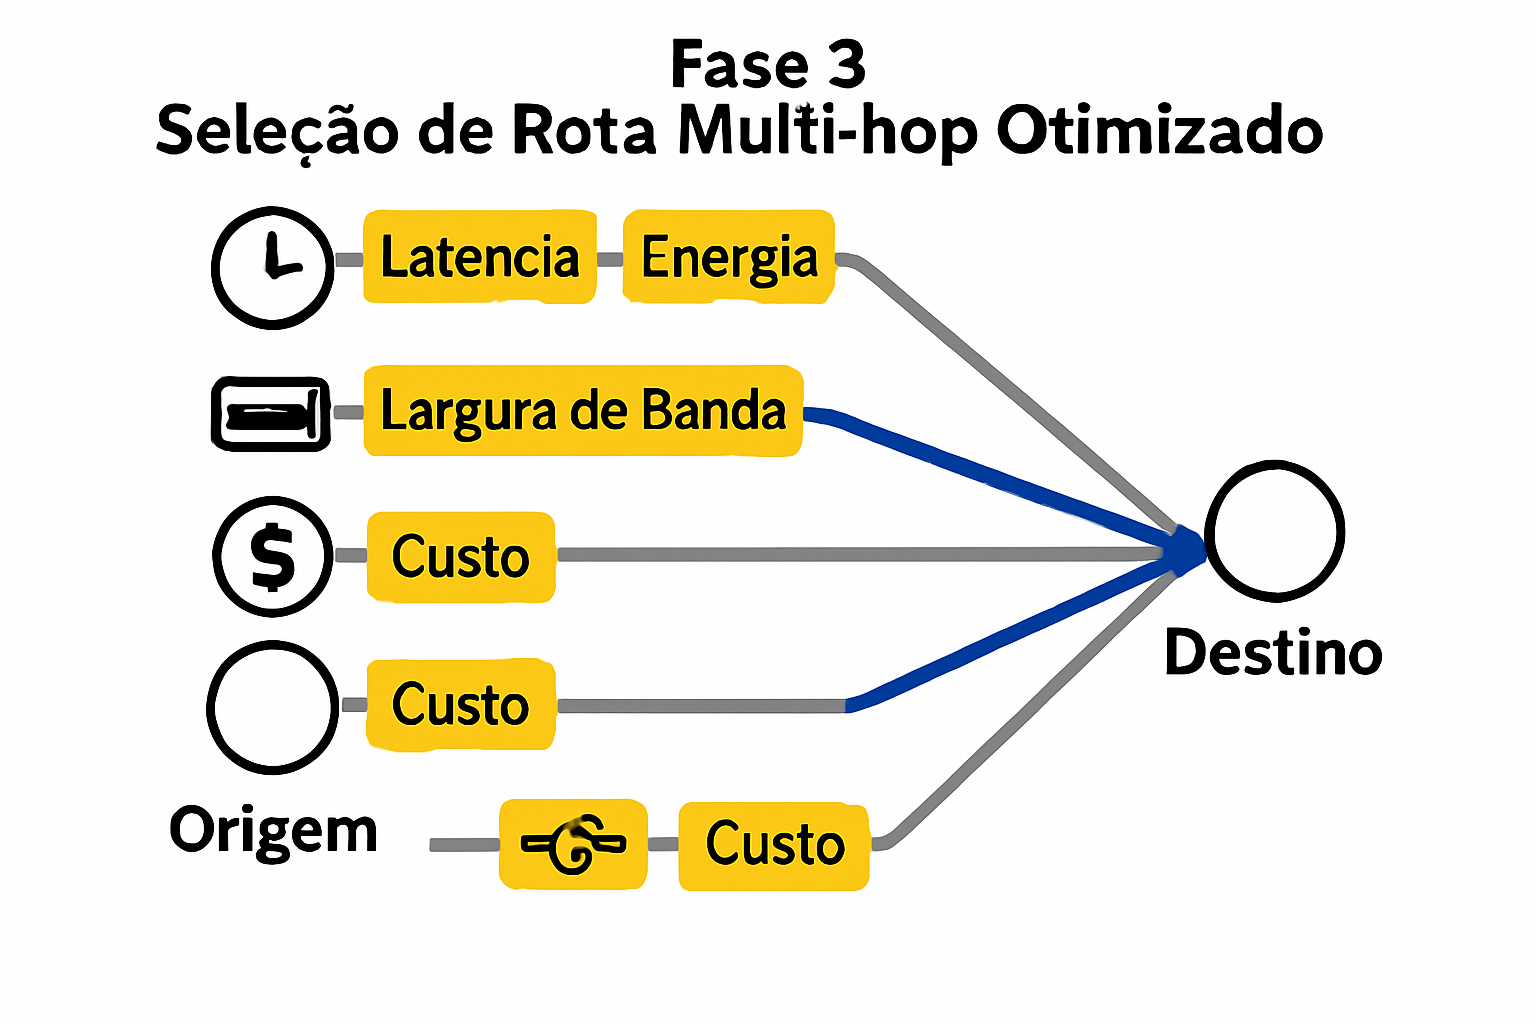 Fase 3
Seleção de Rota Multi-hop Otimizado
Latencia Energia
Largura de Banda
$ Custo
Custo
Origem
Custo
Destino